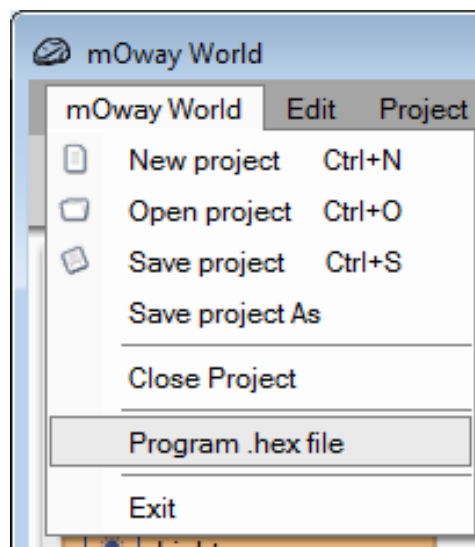 mOway World
mOway World Edit Project
New project Ctrl+N
Open project Ctrl+O
Save project Ctrl+S
Save project As
Close Project
Program .hex file
Exit